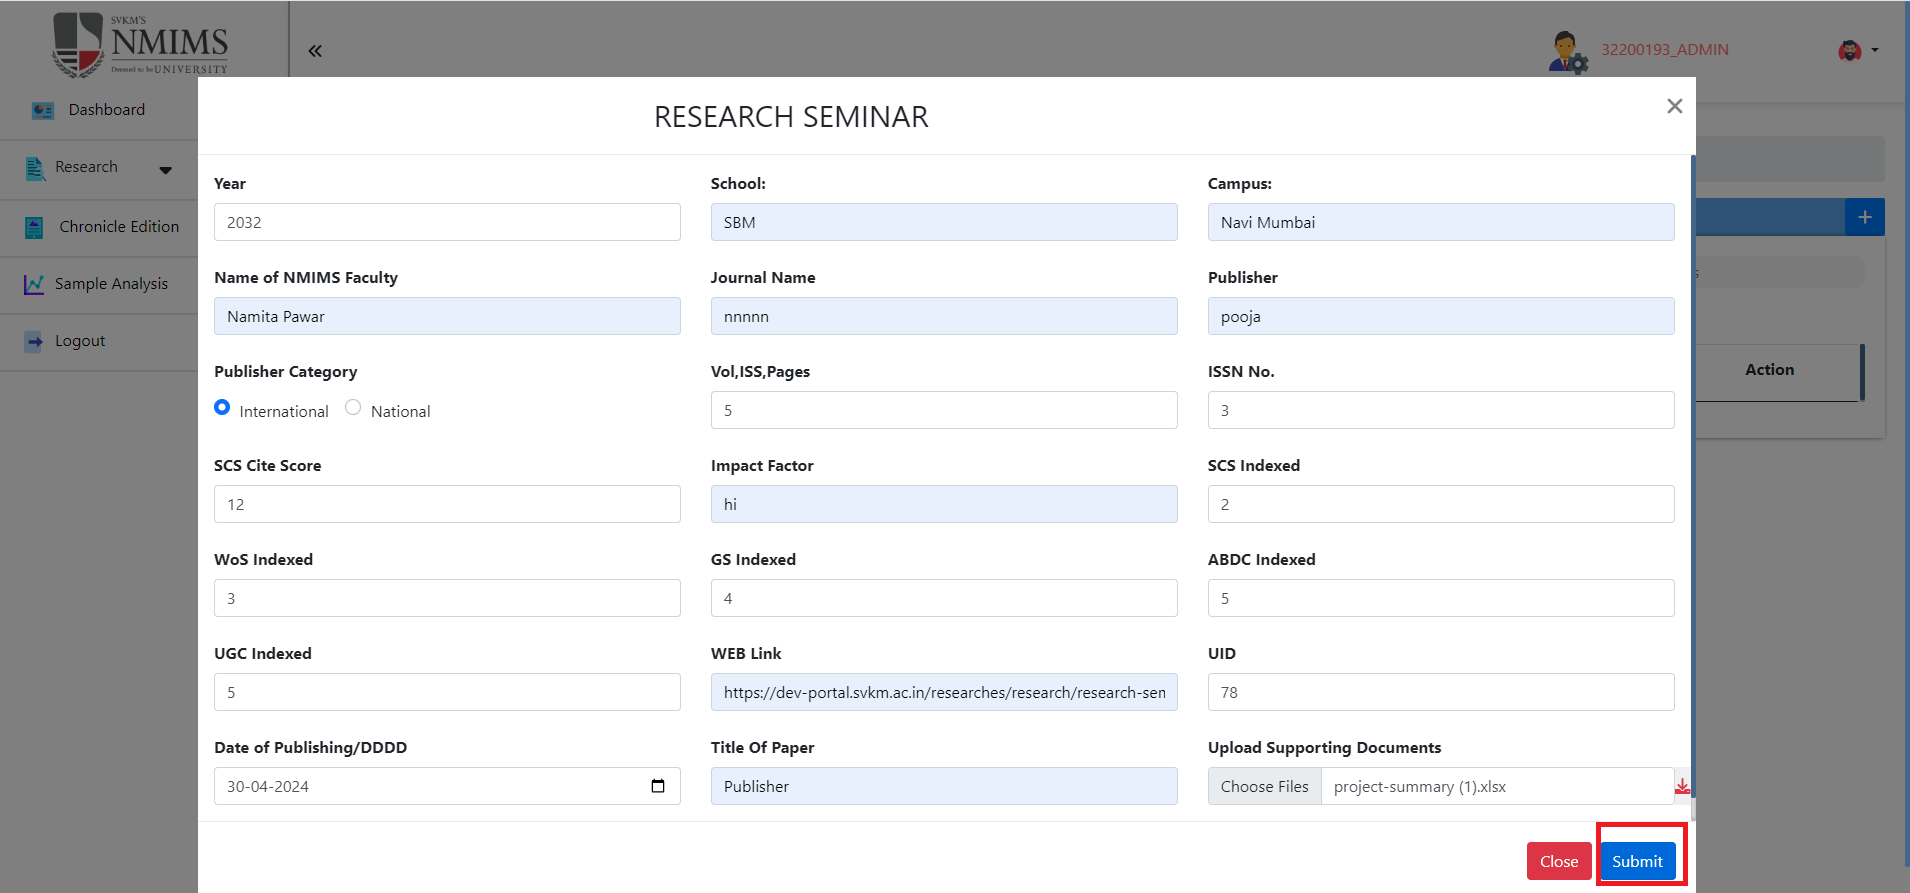 SVKM'S
NMIMS
Deemed to be UNIVERSITY
32200193_ADMIN
Dashboard
Research
Chronicle Edition
Sample Analysis
Logout
RESEARCH SEMINAR
Year School: Campus:
2032 SBM Navi Mumbai
Name of NMIMS Faculty Journal Name Publisher
Namita Pawar nnnnn pooja
Publisher Category Vol,ISS,Pages ISSN No.
International National 5 3
SCS Cite Score Impact Factor SCS Indexed
12 hi 2
WoS Indexed GS Indexed ABDC Indexed
3 4 5
UGC Indexed WEB Link UID
5 https://dev-portal.svkm.ac.in/researches/research/research-sem 78
Date of Publishing/DDDD Title Of Paper Upload Supporting Documents
30-04-2024 Publisher Choose Files project-summary (1).xlsx
Close Submit
Action